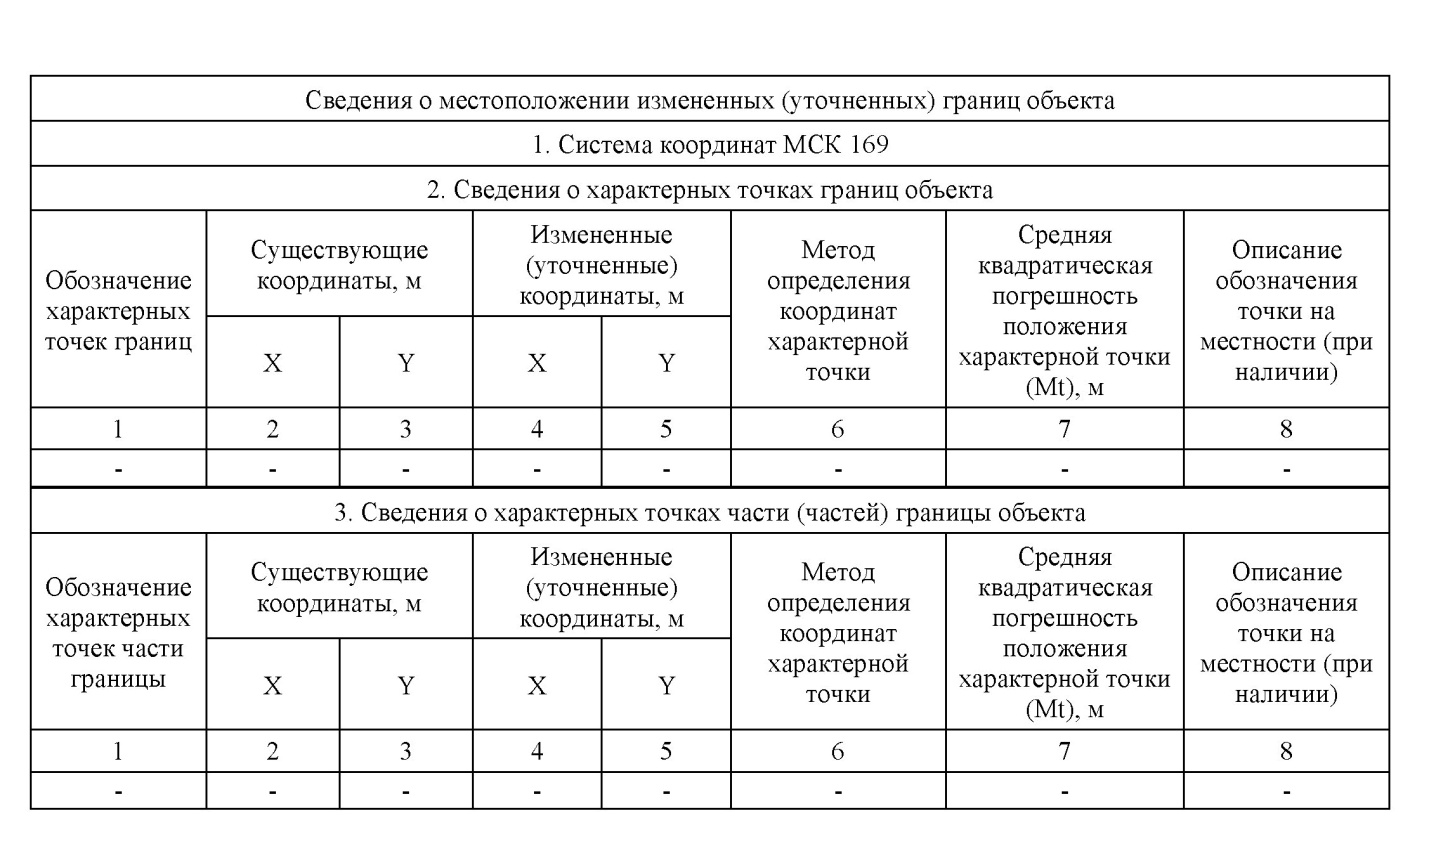 Сведения о местоположении измененных (уточненных) границ объекта
1. Система координат МСК 169
2. Сведения о характерных точках границ объекта
Обозначение
характерных
точек границ
Существующие
координаты, м
Измененные
(уточненные)
координаты, м
Метод
определения
координат
характерной
точки
Средняя
квадратическая
погрешность
положения
характерной точки
(Mt), м
Описание
обозначения
точки на
местности (при
наличии)
X Y X Y
1 2 3 4 5 6 7 8
- - - - - - - -
3. Сведения о характерных точках части (частей) границы объекта
Обозначение
характерных
точек части
границы
Существующие
координаты, м
Измененные
(уточненные)
координаты, м
Метод
определения
координат
характерной
точки
Средняя
квадратическая
погрешность
положения
характерной точки
(Mt), м
Описание
обозначения
точки на
местности (при
наличии)
X Y X Y
1 2 3 4 5 6 7 8
- - - - - - - -